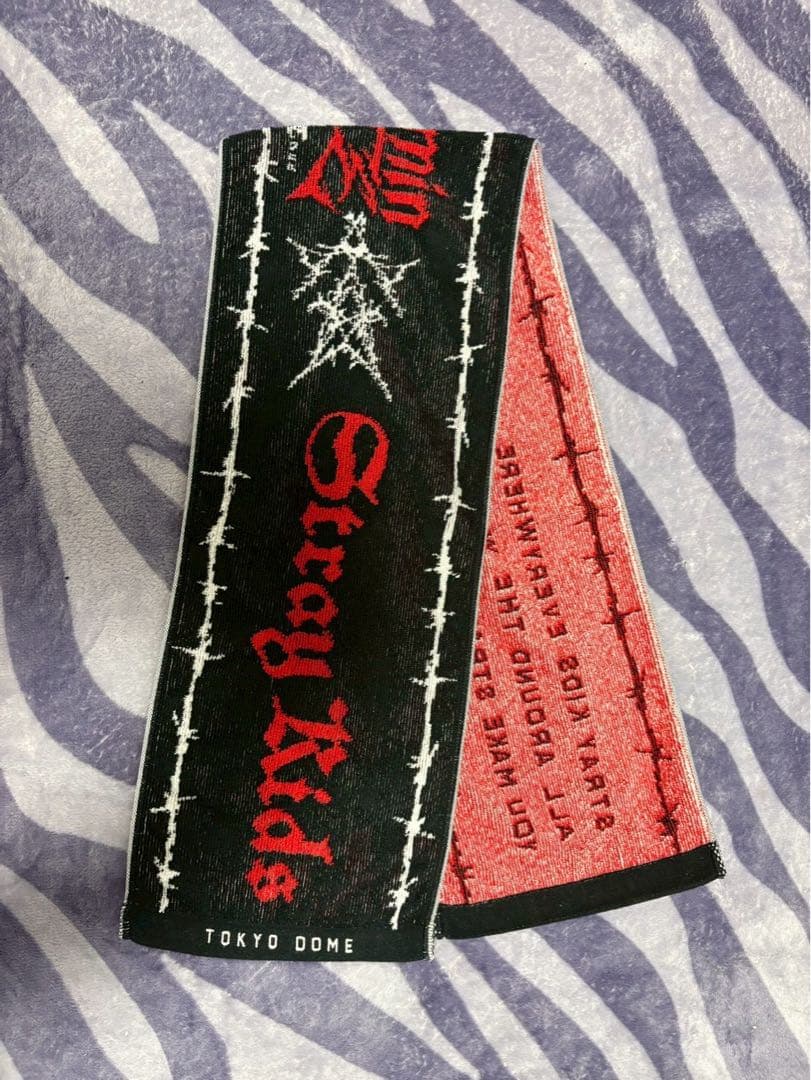 Stray Kids
TOKYO DOME
STRAY KIDS EVERYWHERE
ALL AROUND THE
YOU MAKE